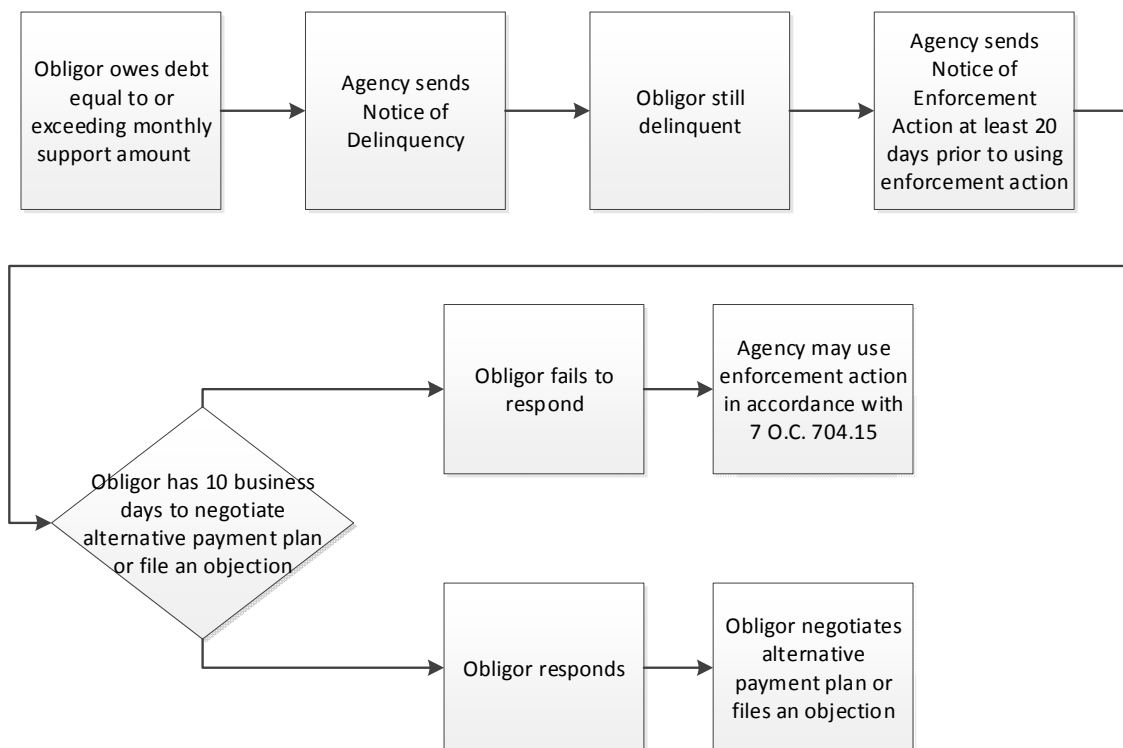 Obligor owes debt
equal to or
exceeding monthly
support amount
Agency sends
Notice of
Delinquency
Obligor still
delinquent
Agency sends
Notice of
Enforcement
Action at least 20
days prior to using
enforcement action
Obligor has 10 business
days to negotiate
alternative payment plan
or file an objection
Obligor fails to
respond
Agency may use
enforcement action
in accordance with
7 O.C. 704.15
Obligor responds
Obligor negotiates
alternative
payment plan or
files an objection